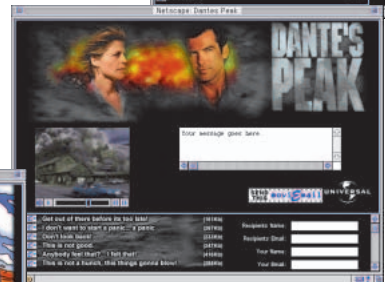 Netscape: Dantes Peak
DANTE'S
PEAK
Your message goes here
UNIVERSAL
Get out of there before its too late!
I don't want to start a panic... a panic
Don't look back!
This is not good.
Anybody feel that?... I felt that!
This is not a hunch, this things gonna blow!
Recipients Name:
Recipients Email:
Your Name:
Your Email: